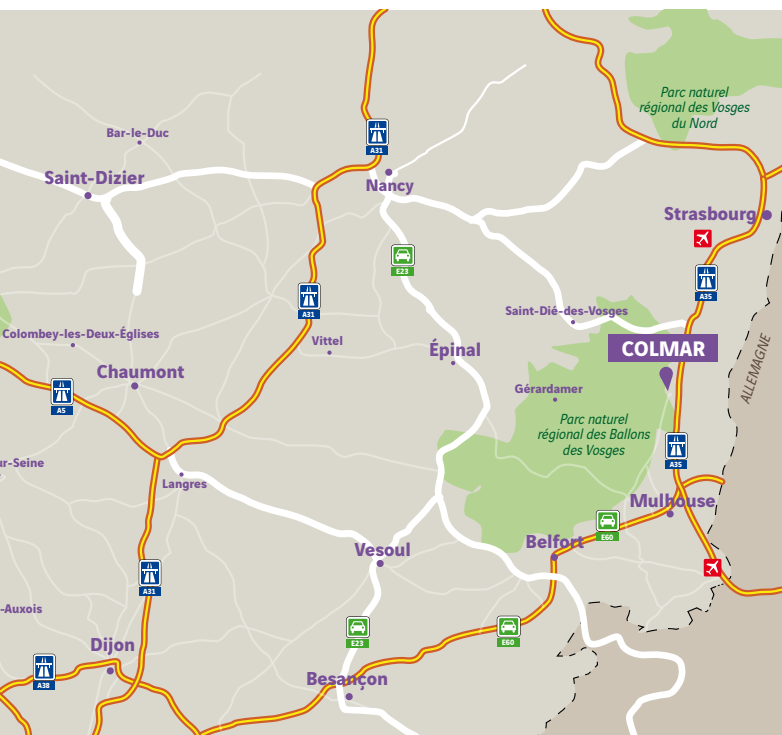 Parc naturel
régional des Vosges
du Nord
Bar-le-Duc
A31
Saint-Dizier
Nancy
Strasbourg
E23
A35
A31
Saint-Dié-des-Vosges
Colombey-les-Deux-Églises
Vittel
Épinal
COLMAR
ALLEMAGNE
Chaumont
A5
Gérardamer
Parc naturel
régional des Ballons
des Vosges
A35
ur-Seine
Langres
Mulhouse
E60
Belfort
Vesoul
A31
-Auxois
E23
E60
Dijon
A38
Besançon